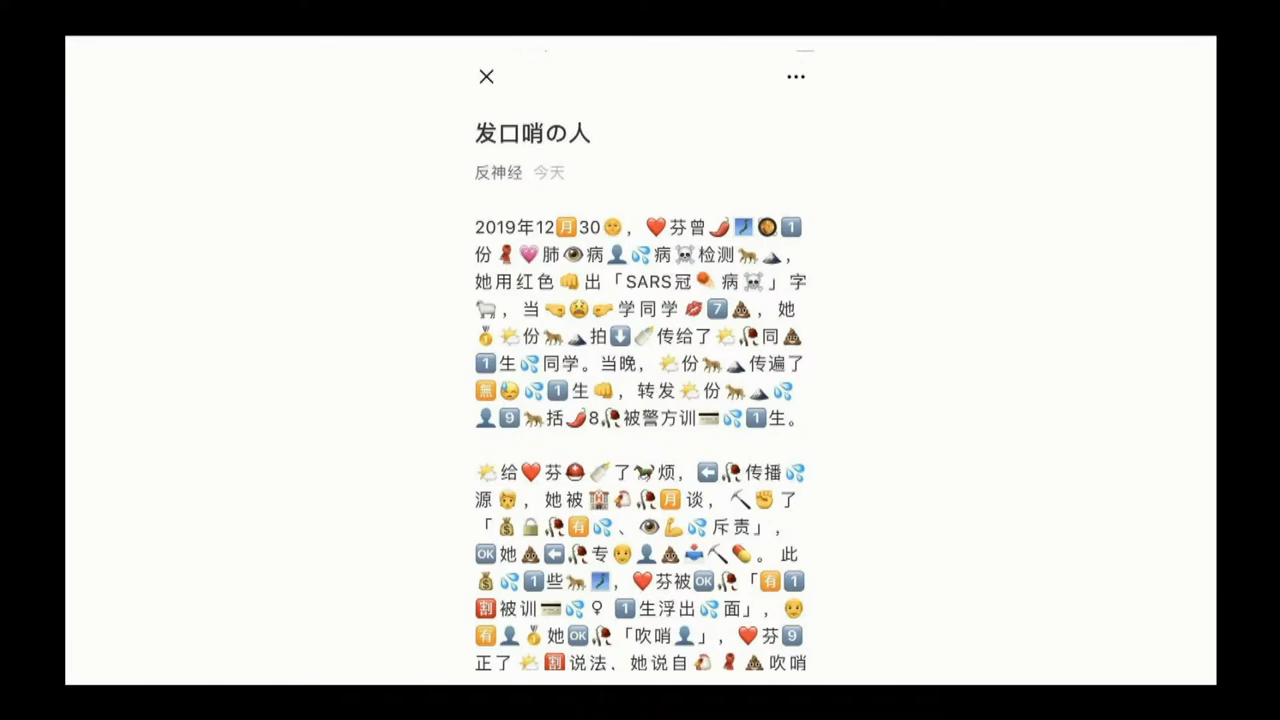 发口哨の人
反神经 今天
2019年12🈷️30🌝，❤️芬曾🌶️🗾🥘1️⃣
份🧣💗肺👁️病👤💦病☠️检测🐆🗻，
她用红色👊出「SARS冠☄️病☠️」字
🐑，当🤜😫🤛学同学💋7️⃣💩，她
🥇🌤️份🐆🗻拍⬇️🍼传给了🌤️🥀同💩
1️⃣生💦同学。当晚，🌤️份🐆🗻传遍了
🈚😓💦1️⃣生👊，转发🌤️份🐆🗻💦
👤9️⃣🐆括🌶️8🥀被警方训💳💦1️⃣生。
🌤️给❤️芬⛑️🍼了🐎烦，⬅️🥀传播💦
源🙍，她被🏩🐔🥀🈷️谈，⛏️✊了
「💰🔒🥀🈶💦、👁️💪💦斥责」，
🆗她💩⬅️🥀专👴👤💩📥⛏️💊。此
💰💦1️⃣些🐆🗾，❤️芬被🆗🥀「🈶1️⃣
🈹被训💳💦♀ 1️⃣生浮出💦面」，👴
🈶👤🥇她🆗🥀「吹哨👤」，❤️芬9️⃣
正了🌤️🈹说法、她说自🐔🧣💩吹哨